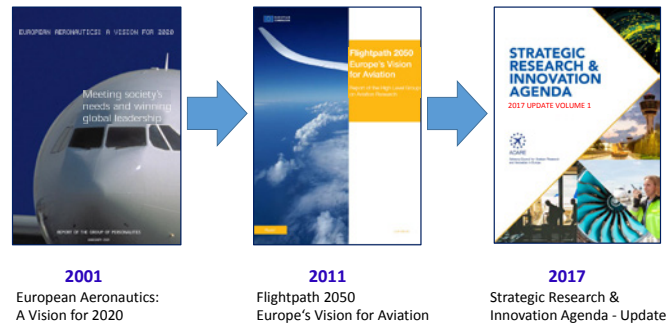 EUROPEAN AERONAUTICS: A VISION FOR 2020
Meeting society's
needs and winning
global leadership
REPORT OF THE GROUP OF PERSONALITIES
Flightpath 2050
Europe's Vision
for Aviation
Report of the High Level Group
on Aviation Research
STRATEGIC
RESEARCH &
INNOVATION
AGENDA
2017 UPDATE VOLUME 1
ACARE
2001
European Aeronautics:
A Vision for 2020
2011
Flightpath 2050
Europe‘s Vision for Aviation
2017
Strategic Research &
Innovation Agenda - Update